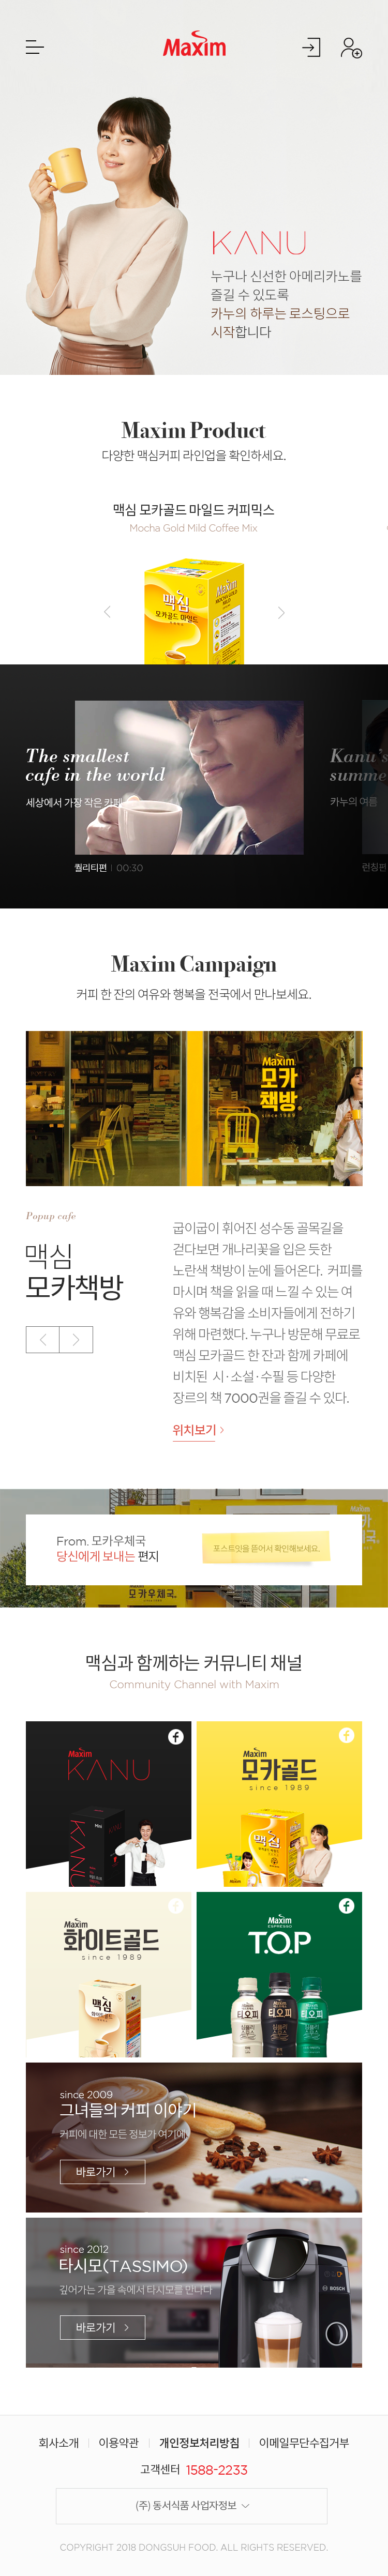 Maxim
KANU
누구나 신선한 아메리카노를
즐길 수 있도록
카누의 하루는 로스팅으로
시작합니다
Maxim Product
다양한 맥심커피 라인업을 확인하세요.
맥심 모카골드 마일드 커피믹스
Mocha Gold Mild Coffee Mix
Maxim
맥심
모카골드 마일드
The smallest
cafe in the world
세상에서 가장 작은 카페
퀄리티편 | 00:30
Kanu's
summe
카누의 여름
런칭편
Maxim Campaign
커피 한 잔의 여유와 행복을 전국에서 만나보세요.
Maxim
모카
책방
since 1989
Popup cafe
맥심
모카책방
굽이굽이 휘어진 성수동 골목길을
걷다보면 개나리꽃을 입은 듯한
노란색 책방이 눈에 들어온다. 커피를
마시며 책을 읽을 때 느낄 수 있는 여
유와 행복감을 소비자들에게 전하기
위해 마련했다. 누구나 방문해 무료로
맥심 모카골드 한 잔과 함께 카페에
비치된 시·소설·수필 등 다양한
장르의 책 7000권을 즐길 수 있다.
위치보기
From. 모카우체국
당신에게 보내는 편지
포스트잇을 뜯어서 확인해보세요.
모카우체국.
맥심과 함께하는 커뮤니티 채널
Community Channel with Maxim
Maxim
KANU
KANU
Maxim
모카골드
since 1989
맥심
Maxim
화이트골드
since 1989
맥심
Maxim
ESPRESSO
T.O.P
티오피
티오피
티오피
since 2009
그녀들의 커피 이야기
커피에 대한 모든 정보가 여기에!
바로가기
since 2012
타시모(TASSIMO)
깊어가는 가을 속에서 타시모를 만나다
바로가기
BOSCH
회사소개 | 이용약관 | 개인정보처리방침 | 이메일무단수집거부
고객센터 1588-2233
(주) 동서식품 사업자정보
COPYRIGHT 2018 DONGSUH FOOD. ALL RIGHTS RESERVED.